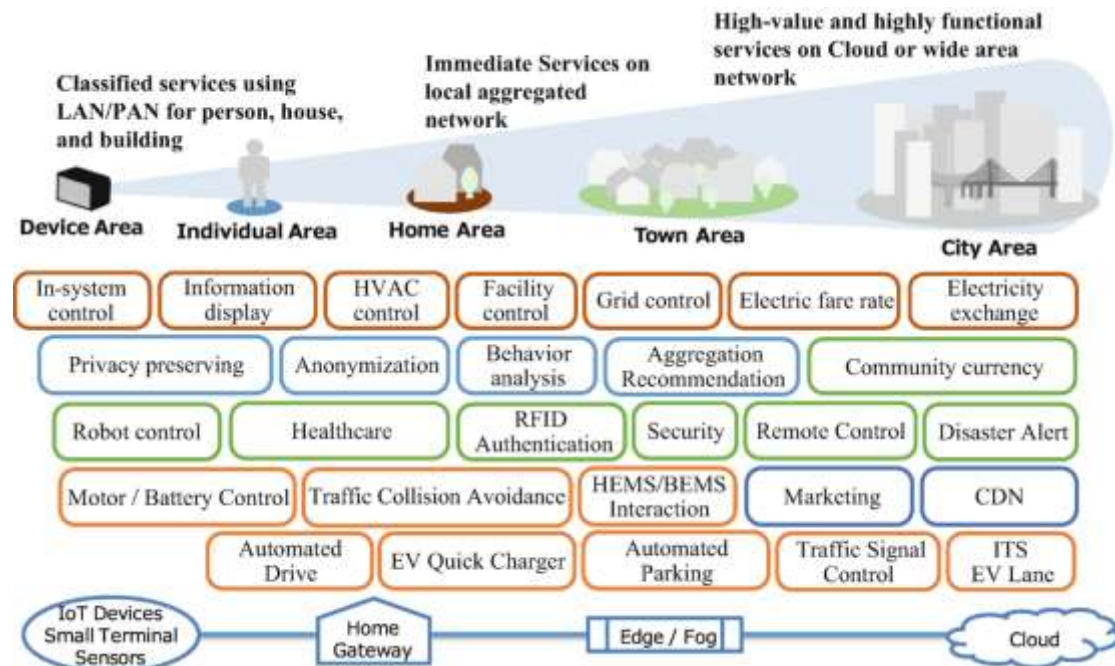 High-value and highly functional
services on Cloud or wide area
network
Immediate Services on
local aggregated
network
Classified services using
LAN/PAN for person, house,
and building
Device Area
Individual Area
Home Area
Town Area
City Area
In-system
control
Information
display
HVAC
control
Facility
control
Grid control
Electric fare rate
Electricity
exchange
Privacy preserving
Anonymization
Behavior
analysis
Aggregation
Recommendation
Community currency
Robot control
Healthcare
RFID
Authentication
Security
Remote Control
Disaster Alert
Motor / Battery Control
Traffic Collision Avoidance
HEMS/BEMS
Interaction
Marketing
CDN
Automated
Drive
EV Quick Charger
Automated
Parking
Traffic Signal
Control
ITS
EV Lane
IoT Devices
Small Terminal
Sensors
Home
Gateway
Edge / Fog
Cloud